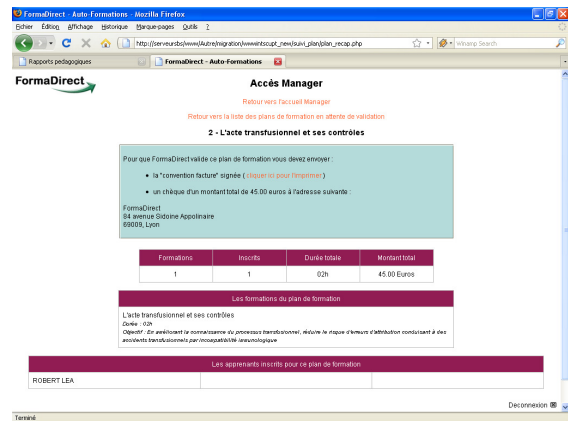 FormaDirect - Auto-Formations - Mozilla Firefox
Fichier Édition Affichage Historique Marque-pages Outils ?
http://serveursbs/www/Autre/migration/wwwintscupt_new/suivi_plan/plan_recap.php
Winamp Search
Rapports pedagogiques
FormaDirect - Auto-Formations
FormaDirect
Accès Manager
Retour vers l'accueil Manager
Retour vers la liste des plans de formation en attente de
validation
2 - L'acte transfusionnel et ses contrôles
Pour que FormaDirect valide ce plan de formation vous devez envoyer :
• la "convention facture" signée ( cliquer ici pour l'imprimer )
• un chèque d'un montant total de 45.00 euros à l'adresse suivante :
FormaDirect
84 avenue Sidoine Appolinaire
69009, Lyon
Formations Inscrits Durée totale Montant total
1 1 02h 45.00 Euros
Les formations du plan de formation
L'acte transfusionnel et ses contrôles
Durée : 02h
Objectif : En améliorant la connaissance du processus transfusionnel, réduire le risque d'erreurs d'attribution conduisant à des
accidents transfusionnels par incompatibilité immunologique
Les apprenants inscrits pour ce plan de formation
ROBERT LEA
Deconnexion
Terminé